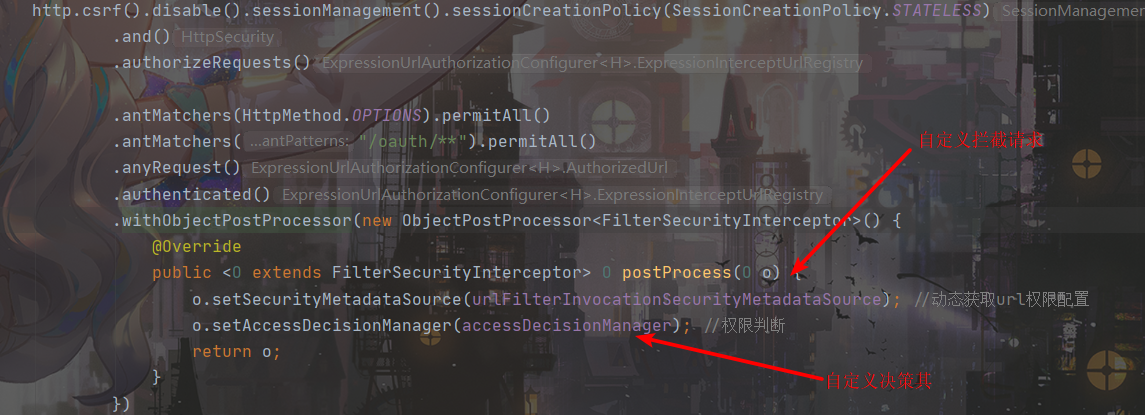 http.csrf().disable().sessionManagement().sessionCreationPolicy(SessionCreationPolicy.STATELESS) SessionManagement
.and() HttpSecurity
.authorizeRequests() ExpressionUrlAuthorizationConfigurer<H>.ExpressionInterceptUrlRegistry
.antMatchers(HttpMethod.OPTIONS).permitAll()
.antMatchers( ...antPatterns: "/oauth/**").permitAll()
自定义拦截请求
.anyRequest() ExpressionUrlAuthorizationConfigurer<H>.AuthorizedUrl
.authenticated() ExpressionUrlAuthorizationConfigurer<H>.ExpressionInterceptUrlRegistry
.withObjectPostProcessor(new ObjectPostProcessor<FilterSecurityInterceptor>() {
@Override
public <O extends FilterSecurityInterceptor> O postProcess(O o) {
o.setSecurityMetadataSource(urlFilterInvocationSecurityMetadataSource); //动态获取url权限配置
o.setAccessDecisionManager(accessDecisionManager); //权限判断
return o;
}
自定义决策其
})